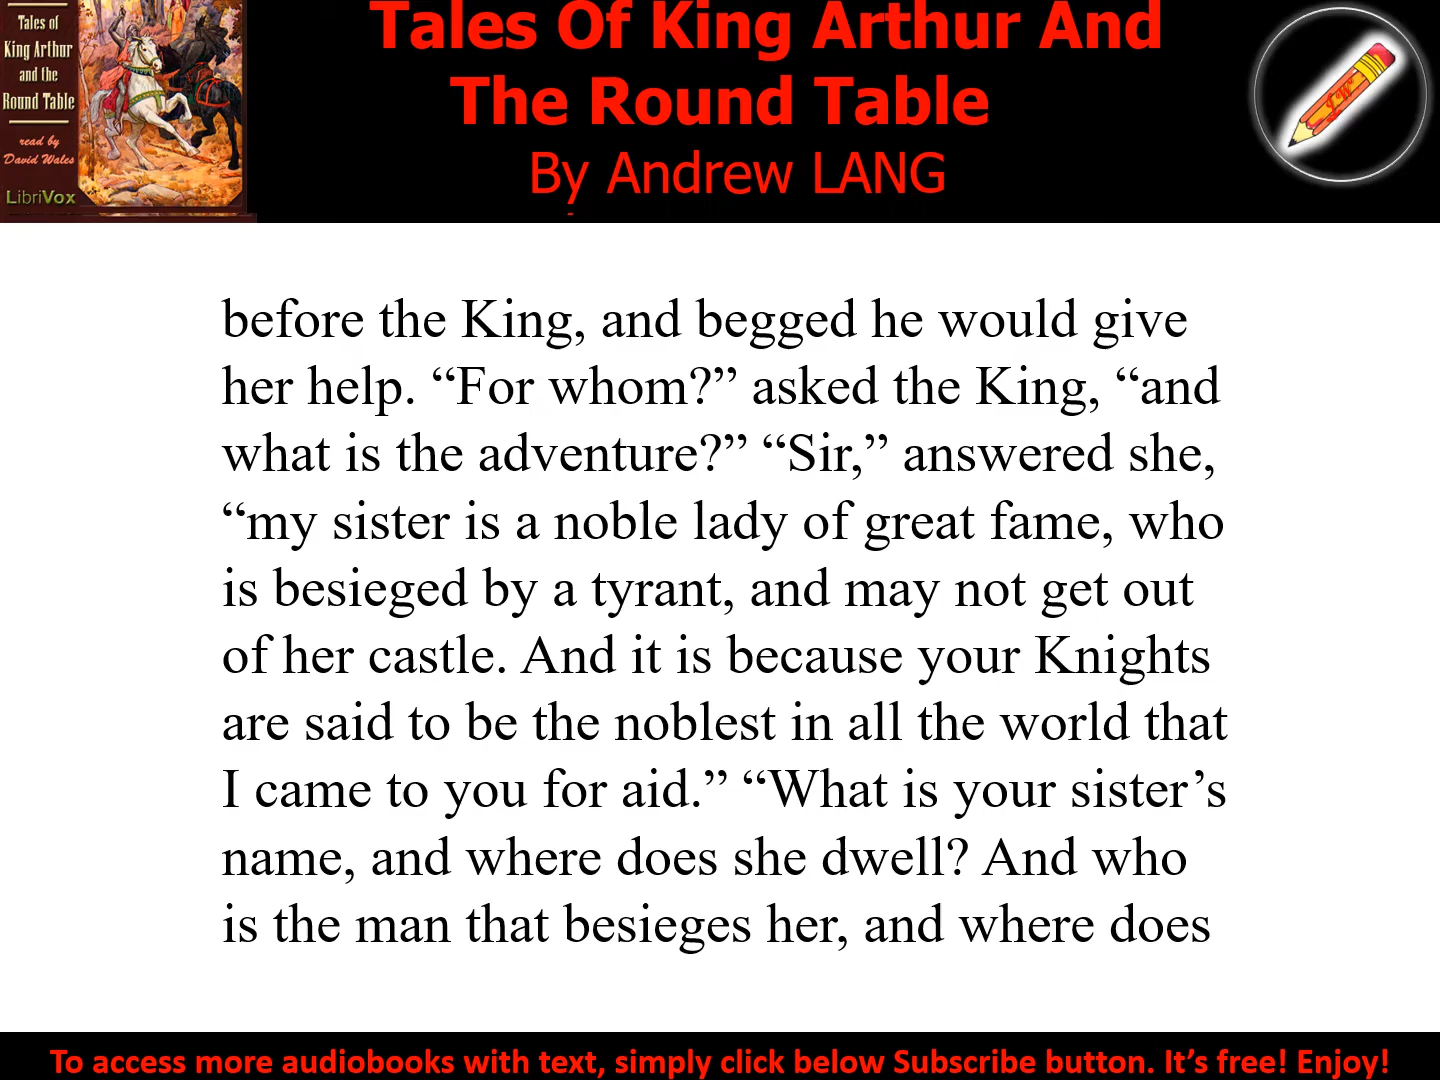 Tales of
King Arthur
and the
Round Table
read by
David Wales
LibriVox
Tales Of King Arthur And
The Round Table
By Andrew LANG
before the King, and begged he would give
her help. “For whom?” asked the King, “and
what is the adventure?” “Sir,” answered she,
“my sister is a noble lady of great fame, who
is besieged by a tyrant, and may not get out
of her castle. And it is because your Knights
are said to be the noblest in all the world that
I came to you for aid.” “What is your sister’s
name, and where does she dwell? And who
is the man that besieges her, and where does
To access more audiobooks with text, simply click below Subscribe button. It’s free! Enjoy!